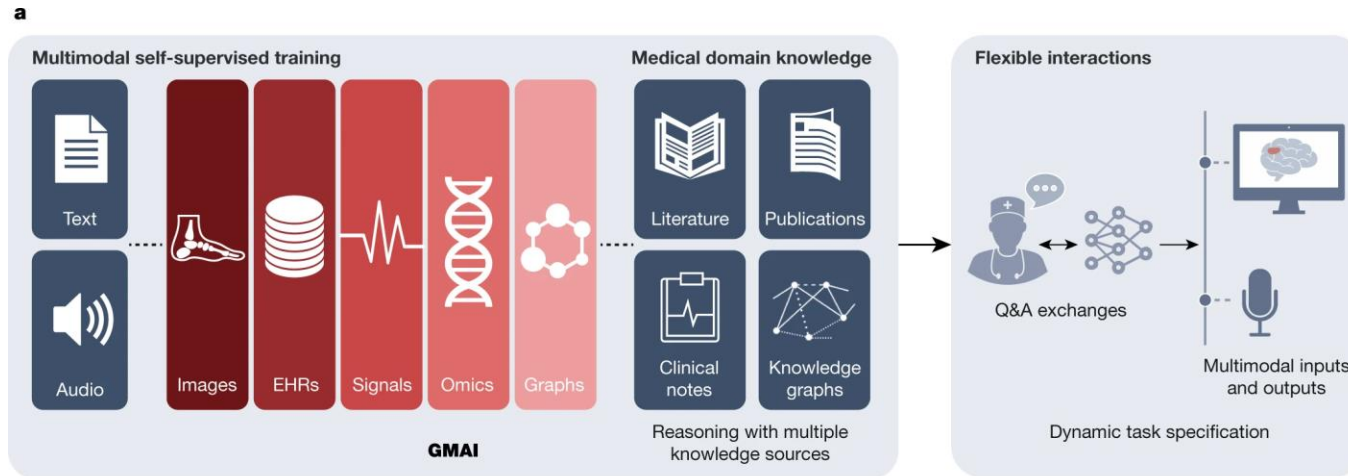 a
Multimodal self-supervised training
Medical domain knowledge
Flexible interactions
Text
Audio
Images
EHRs
Signals
Omics
Graphs
Literature
Publications
Clinical
notes
Knowledge
graphs
GMAI
Reasoning with multiple
knowledge sources
Q&A exchanges
Multimodal inputs
and outputs
Dynamic task specification